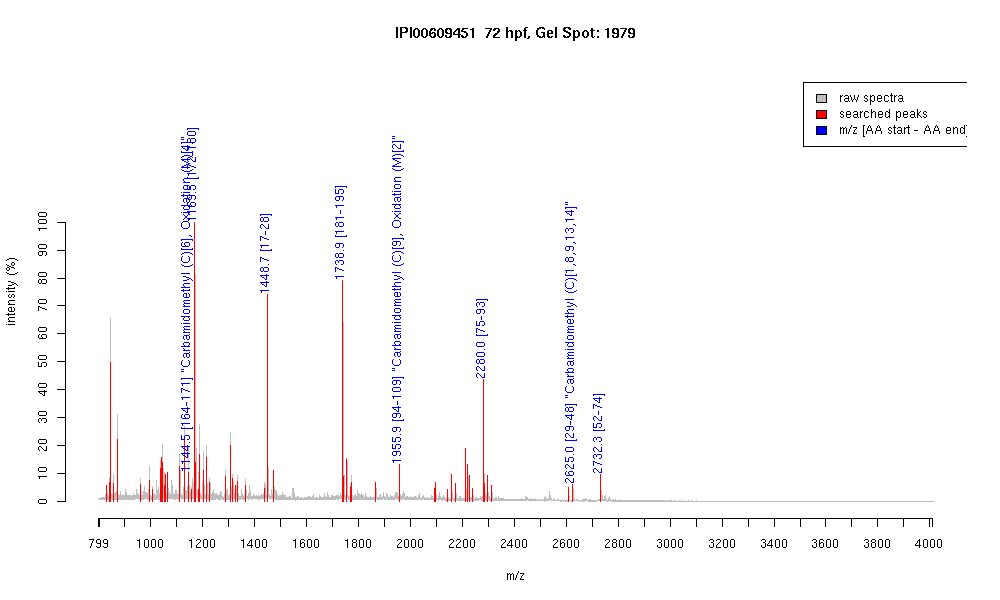 IPI00609451 72 hpf, Gel Spot: 1979
raw spectra
searched peaks
m/z [AA start - AA end]
1144.5 [164-171] "Carbamidomethyl (C)[6], Oxidation (M)[4]"
1169.5 [172-180]
1448.7 [17-28]
1738.9 [181-195]
1955.9 [94-109] "Carbamidomethyl (C)[9], Oxidation (M)[2]"
2280.0 [75-93]
2625.0 [29-48] "Carbamidomethyl (C)[1,8,9,13,14]"
2732.3 [52-74]
intensity (%)
100
90
80
70
60
50
40
30
20
10
0
799 1000 1200 1400 1600 1800 2000 2200 2400 2600 2800 3000 3200 3400 3600 3800 4000
m/z